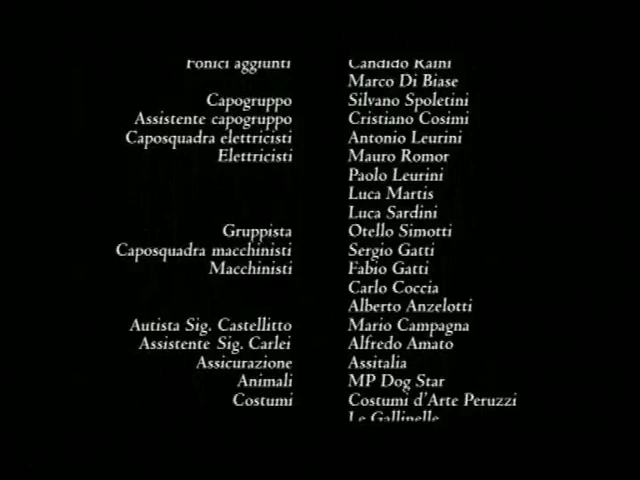 Fonici aggiunti Candido Raini
Marco Di Biase
Capogruppo Silvano Spoletini
Assistente capogruppo Cristiano Cosimi
Caposquadra elettricisti Antonio Leurini
Elettricisti Mauro Romor
Paolo Leurini
Luca Martis
Luca Sardini
Gruppista Otello Simotti
Caposquadra macchinisti Sergio Gatti
Macchinisti Fabio Gatti
Carlo Coccia
Alberto Anzelotti
Autista Sig. Castellitto Mario Campagna
Assistente Sig. Carlei Alfredo Amato
Assicurazione Assitalia
Animali MP Dog Star
Costumi Costumi d'Arte Peruzzi
Le Gallinelle